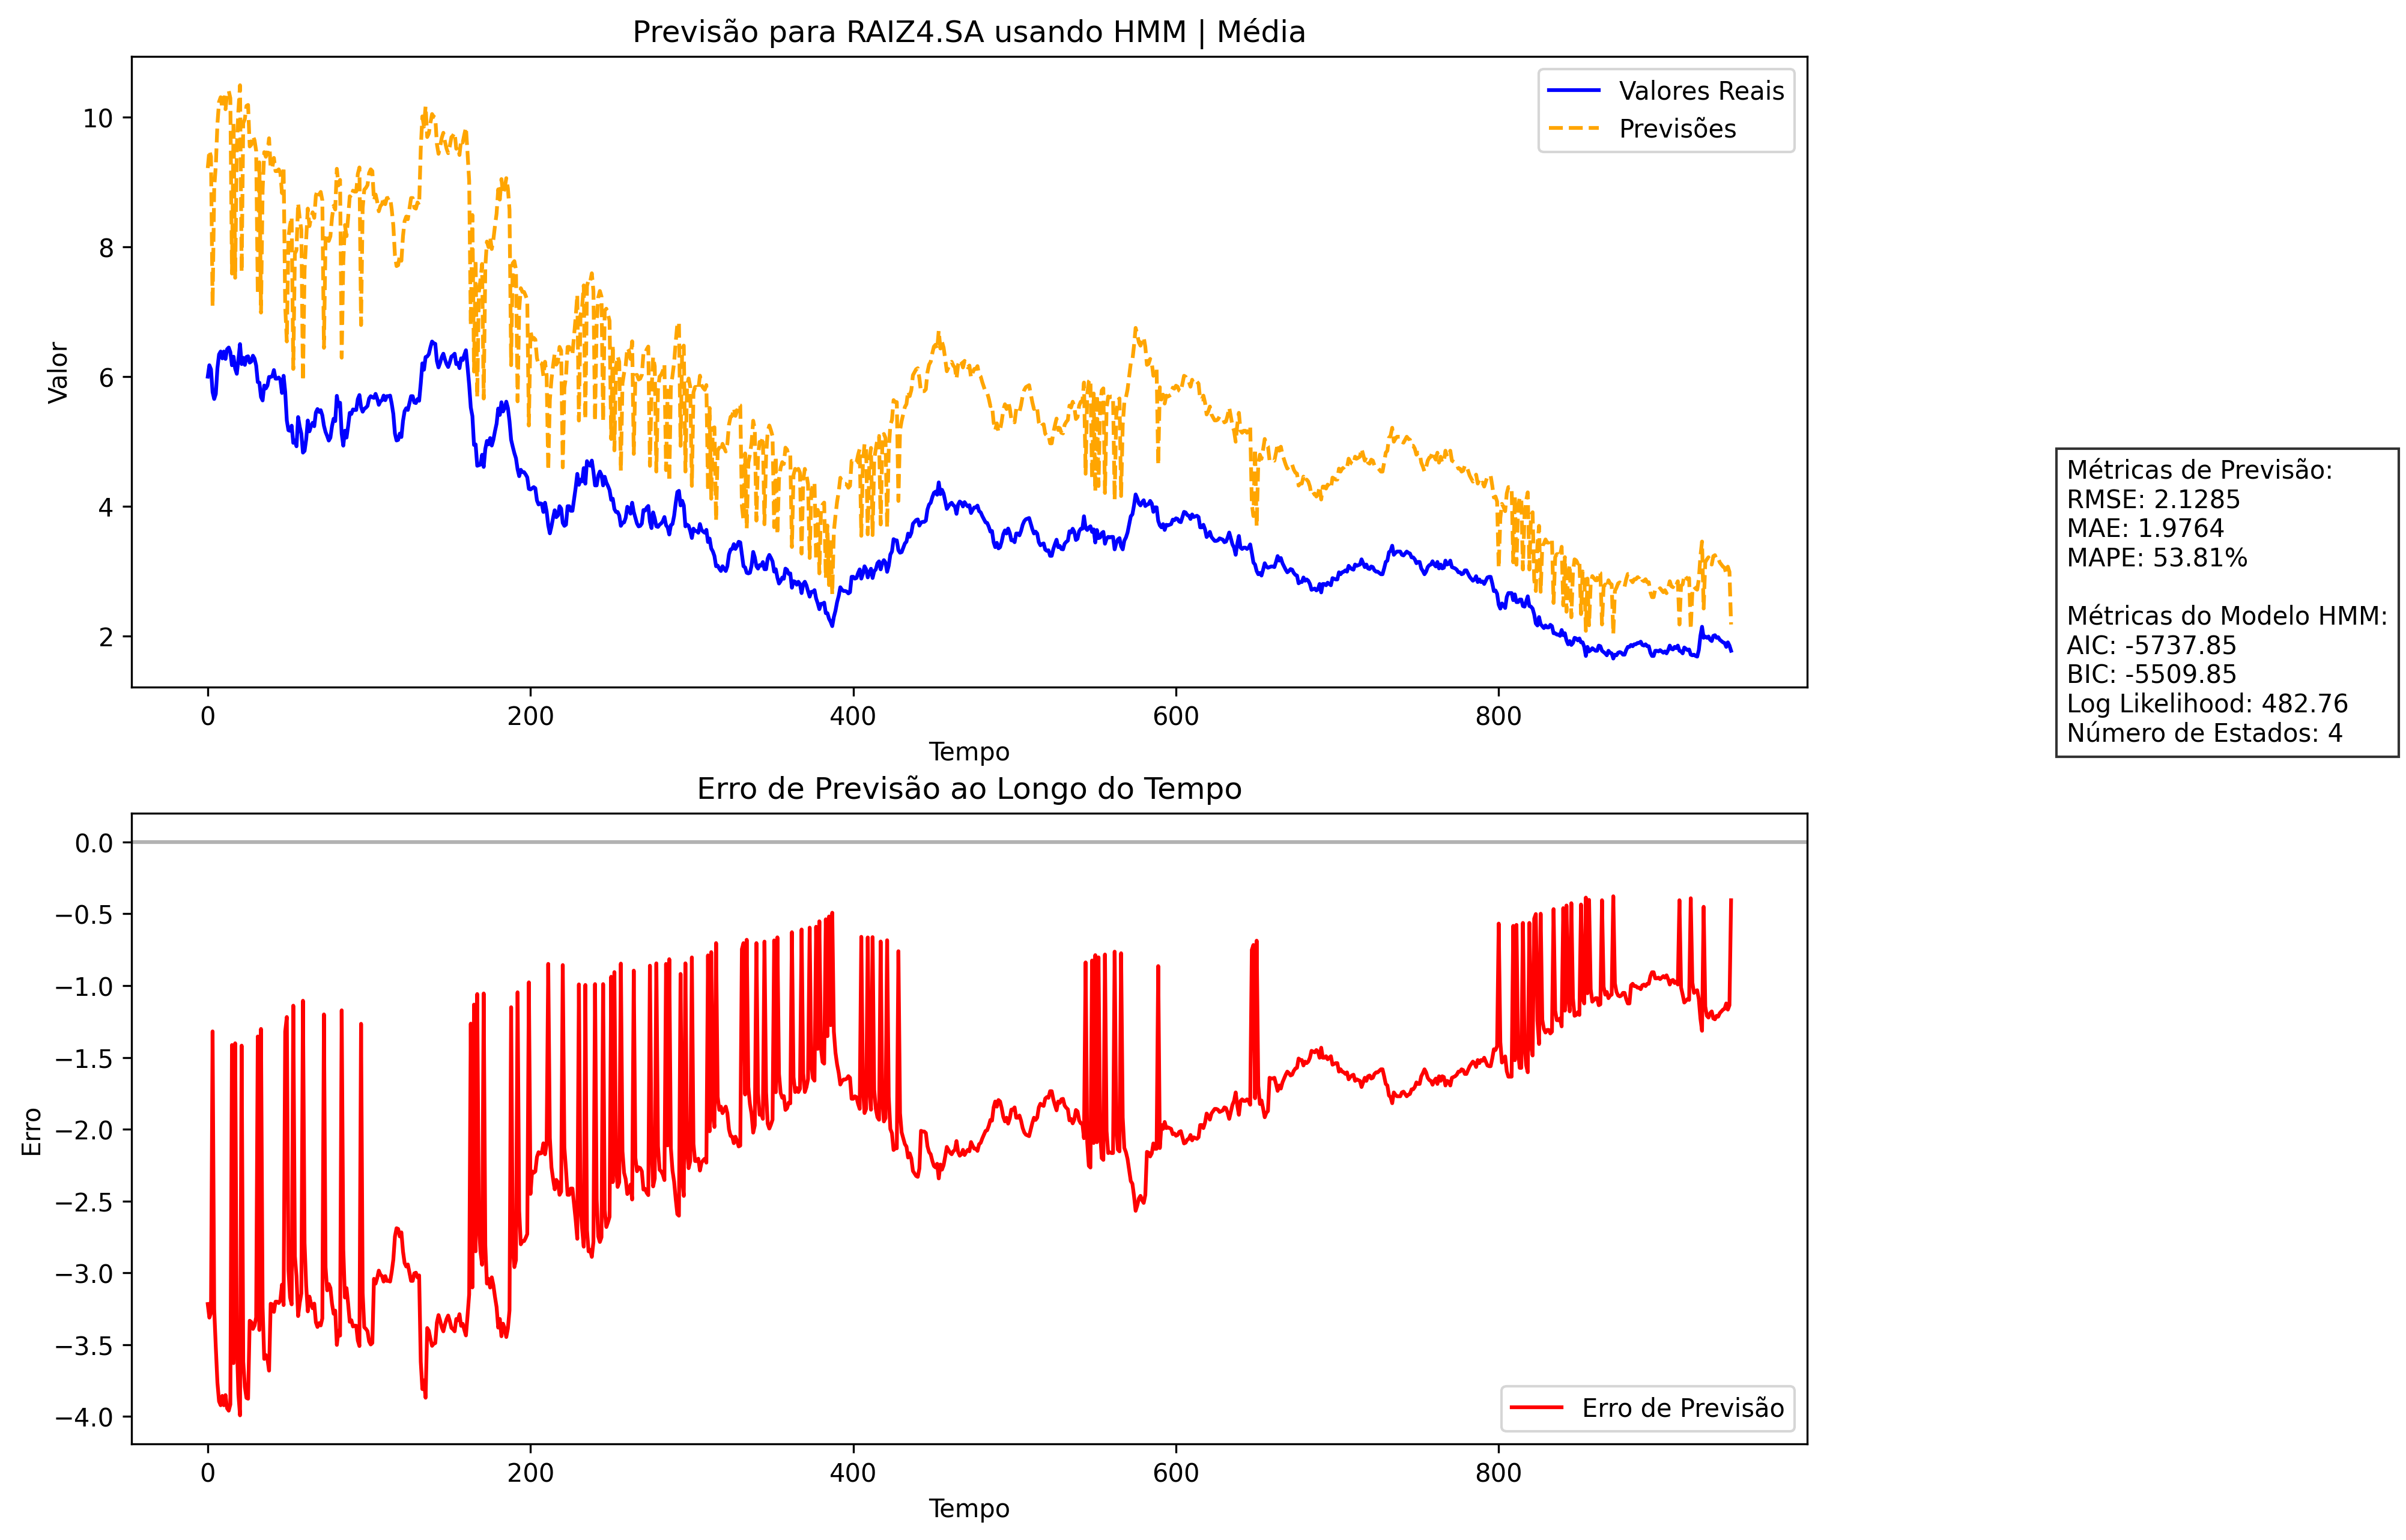 Previsão para RAIZ4.SA usando HMM | Média
Valor
10
8
6
4
2
Valores Reais
Previsões
0
200
400
600
800
Tempo
Métricas de Previsão:
RMSE: 2.1285
MAE: 1.9764
MAPE: 53.81%
Métricas do Modelo HMM:
AIC: -5737.85
BIC: -5509.85
Log Likelihood: 482.76
Número de Estados: 4
Erro de Previsão ao Longo do Tempo
Erro
0.0
−0.5
−1.0
−1.5
−2.0
−2.5
−3.0
−3.5
−4.0
Erro de Previsão
0
200
400
600
800
Tempo